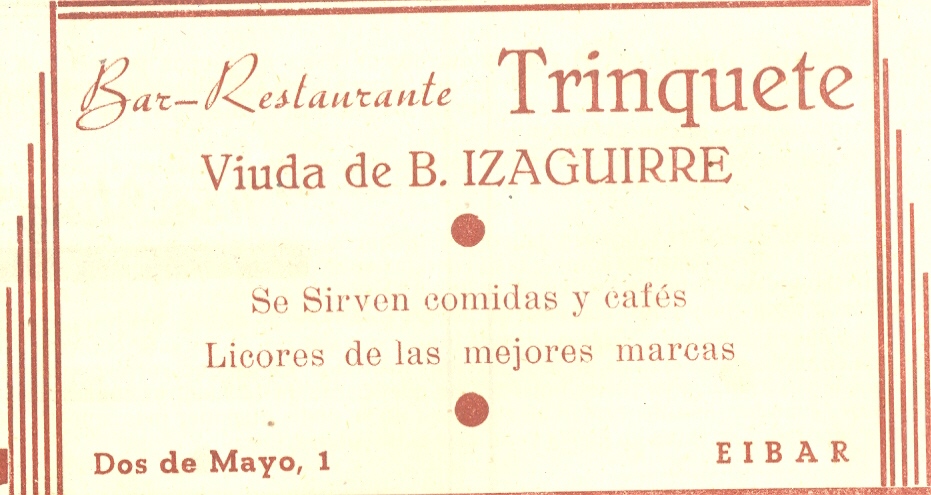 Bar-Restaurante Trinquete
Viuda de B. IZAGUIRRE
Se Sirven comidas y cafés
Licores de las mejores marcas
Dos de Mayo, 1 EIBAR